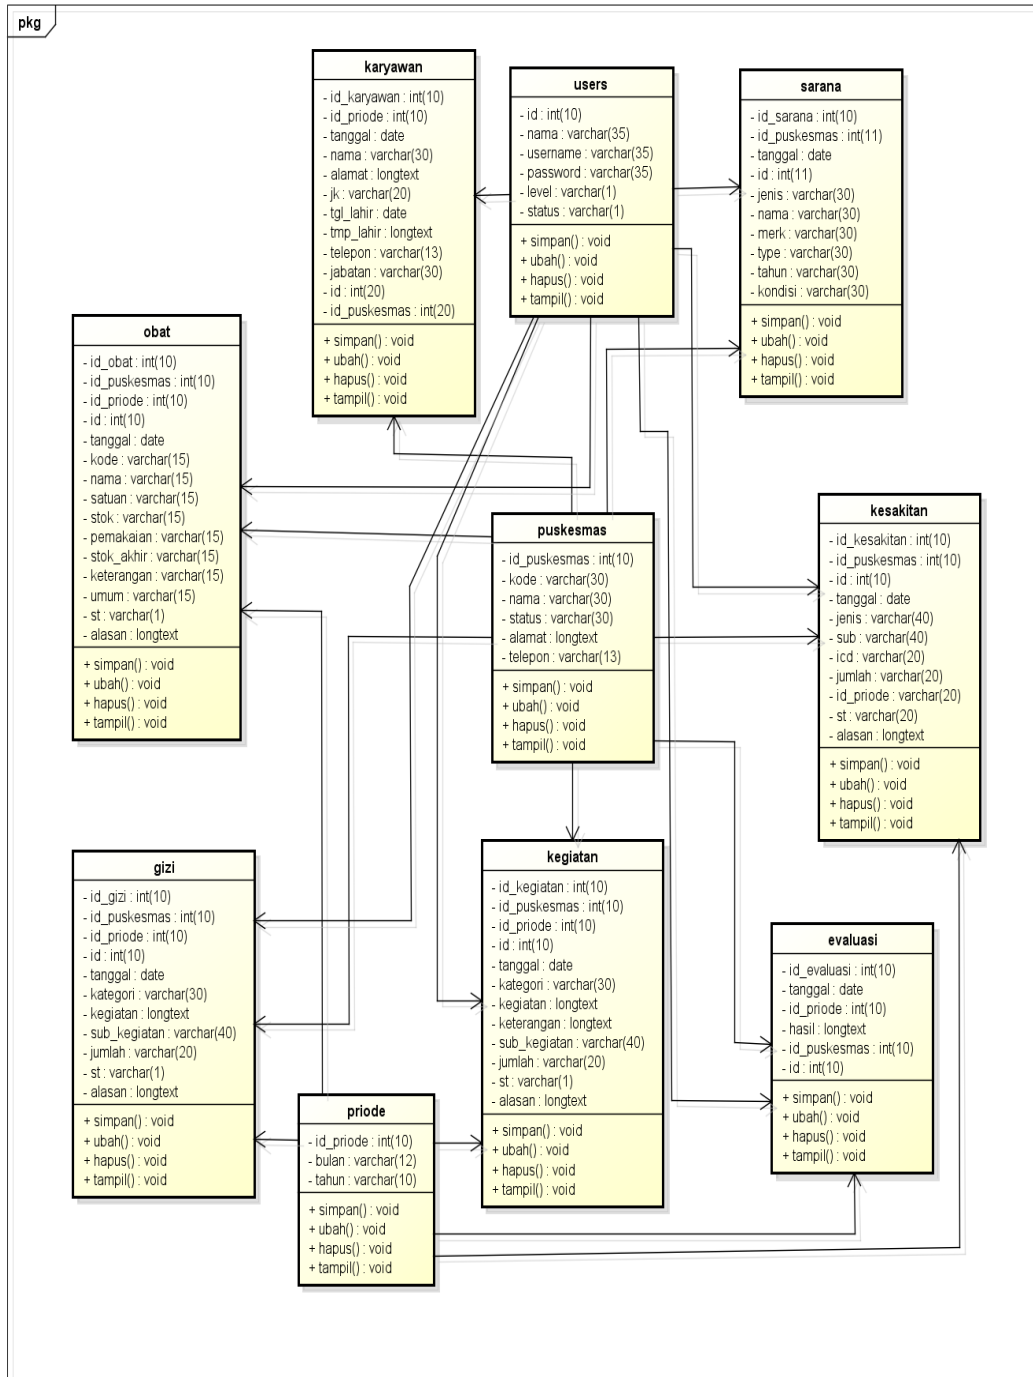 pkg
karyawan
- id_karyawan : int(10)
- id_priode : int(10)
- tanggal : date
- nama : varchar(30)
- alamat : longtext
- jk : varchar(20)
- tgl_lahir : date
- tmp_lahir : longtext
- telepon : varchar(13)
- jabatan : varchar(30)
- id : int(20)
- id_puskesmas : int(20)
+ simpan() : void
+ ubah() : void
+ hapus() : void
+ tampil() : void
users
- id : int(10)
- nama : varchar(35)
- username : varchar(35)
- password : varchar(35)
- level : varchar(1)
- status : varchar(1)
+ simpan() : void
+ ubah() : void
+ hapus() : void
+ tampil() : void
sarana
- id_sarana : int(10)
- id_puskesmas : int(11)
- tanggal : date
- id : int(11)
- jenis : varchar(30)
- nama : varchar(30)
- merk : varchar(30)
- type : varchar(30)
- tahun : varchar(30)
- kondisi : varchar(30)
+ simpan() : void
+ ubah() : void
+ hapus() : void
+ tampil() : void
obat
- id_obat : int(10)
- id_puskesmas : int(10)
- id_priode : int(10)
- id : int(10)
- tanggal : date
- kode : varchar(15)
- nama : varchar(15)
- satuan : varchar(15)
- stok : varchar(15)
- pemakaian : varchar(15)
- stok_akhir : varchar(15)
- keterangan : varchar(15)
- umum : varchar(15)
- st : varchar(1)
- alasan : longtext
+ simpan() : void
+ ubah() : void
+ hapus() : void
+ tampil() : void
puskesmas
- id_puskesmas : int(10)
- kode : varchar(30)
- nama : varchar(30)
- status : varchar(30)
- alamat : longtext
- telepon : varchar(13)
+ simpan() : void
+ ubah() : void
+ hapus() : void
+ tampil() : void
kesakitan
- id_kesakitan : int(10)
- id_puskesmas : int(10)
- id : int(10)
- tanggal : date
- jenis : varchar(40)
- sub : varchar(40)
- icd : varchar(20)
- jumlah : varchar(20)
- id_priode : varchar(20)
- st : varchar(20)
- alasan : longtext
+ simpan() : void
+ ubah() : void
+ hapus() : void
+ tampil() : void
gizi
- id_gizi : int(10)
- id_puskesmas : int(10)
- id_priode : int(10)
- id : int(10)
- tanggal : date
- kategori : varchar(30)
- kegiatan : longtext
- sub_kegiatan : varchar(40)
- jumlah : varchar(20)
- st : varchar(1)
- alasan : longtext
+ simpan() : void
+ ubah() : void
+ hapus() : void
+ tampil() : void
kegiatan
- id_kegiatan : int(10)
- id_puskesmas : int(10)
- id_priode : int(10)
- id : int(10)
- tanggal : date
- kategori : varchar(30)
- kegiatan : longtext
- keterangan : longtext
- sub_kegiatan : varchar(40)
- jumlah : varchar(20)
- st : varchar(1)
- alasan : longtext
+ simpan() : void
+ ubah() : void
+ hapus() : void
+ tampil() : void
evaluasi
- id_evaluasi : int(10)
- tanggal : date
- id_priode : int(10)
- hasil : longtext
- id_puskesmas : int(10)
- id : int(10)
+ simpan() : void
+ ubah() : void
+ hapus() : void
+ tampil() : void
priode
- id_priode : int(10)
- bulan : varchar(12)
- tahun : varchar(10)
+ simpan() : void
+ ubah() : void
+ hapus() : void
+ tampil() : void